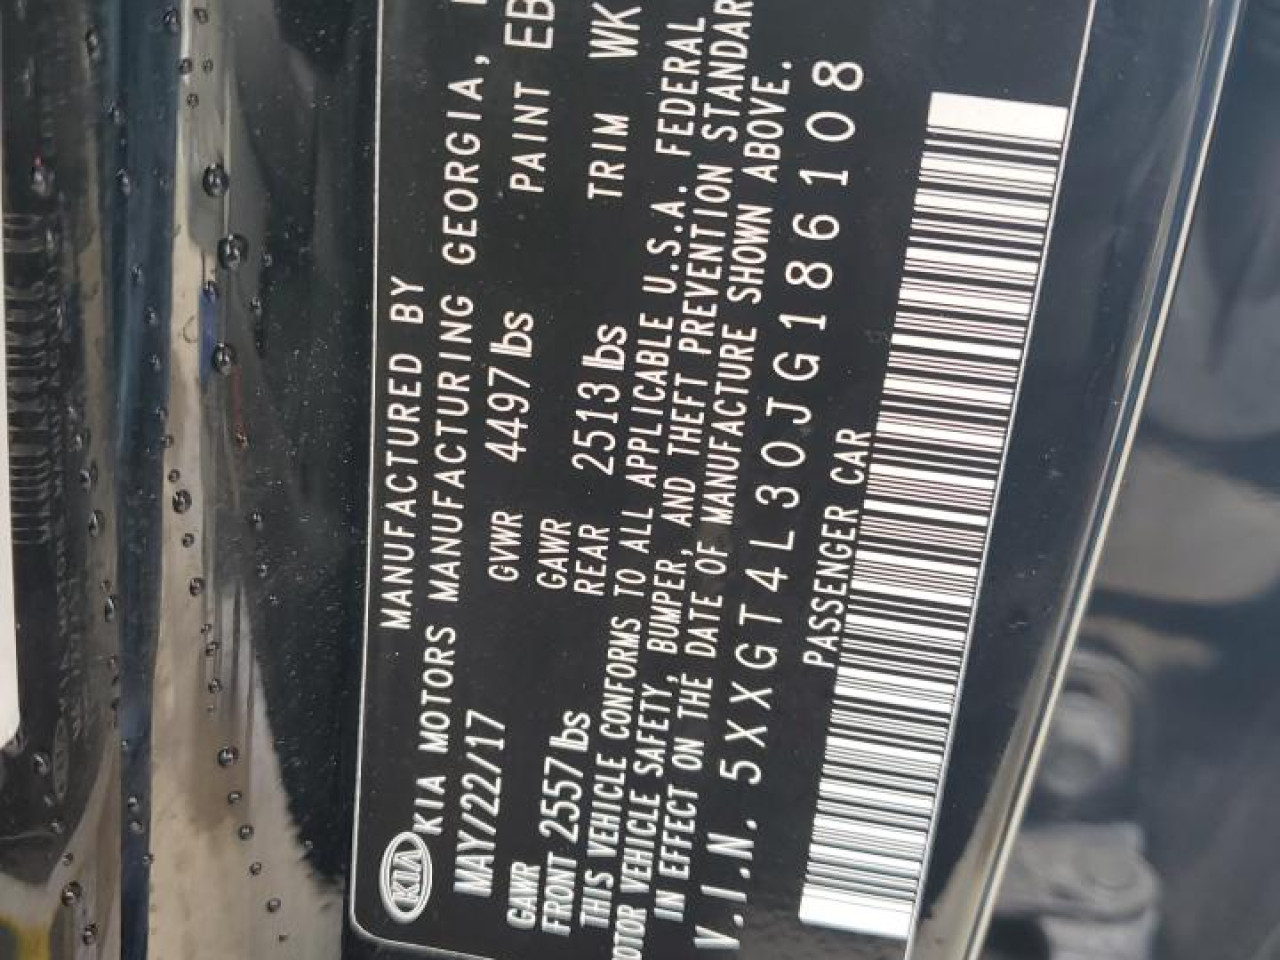 KIA
MANUFACTURED BY
KIA MOTORS MANUFACTURING GEORGIA,
MAY/22/17 GVWR 4497 lbs PAINT EB
GAWR FRONT 2557 lbs GAWR REAR 2513 lbs TRIM WK
THIS VEHICLE CONFORMS TO ALL APPLICABLE U.S.A. FEDERAL
OTOR VEHICLE SAFETY, BUMPER, AND THEFT PREVENTION STANDAR
IN EFFECT ON THE DATE OF MANUFACTURE SHOWN ABOVE.
V.I.N. 5XXGT4L30JG186108
PASSENGER CAR